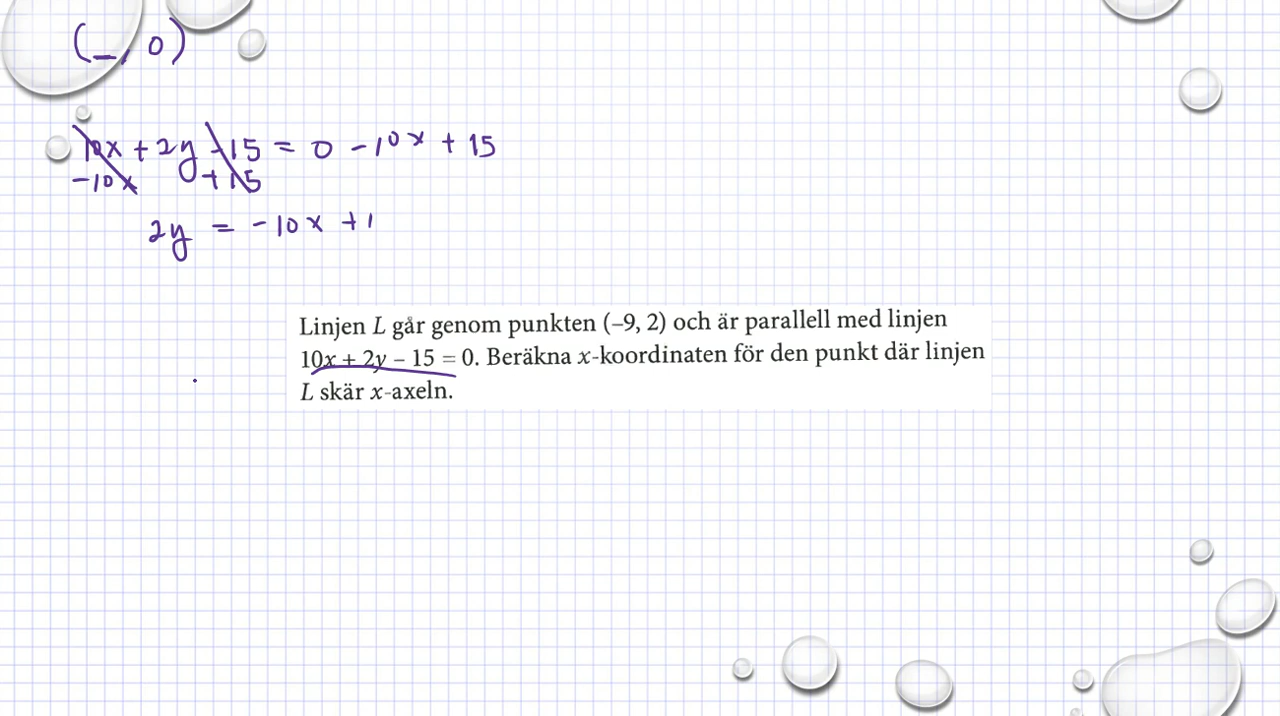 (_, 0)
10x + 2y - 15 = 0 - 10x + 15
-10x +15
2y = -10x + 1
Linjen L går genom punkten (–9, 2) och är parallell med linjen
10x + 2y – 15 = 0. Beräkna x-koordinaten för den punkt där linjen
L skär x-axeln.